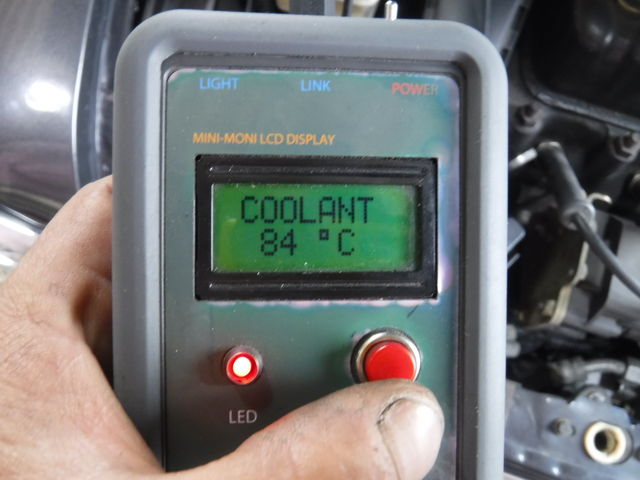 LIGHT LINK POWER
MINI-MONI LCD DISPLAY
COOLANT
84 °C
LED